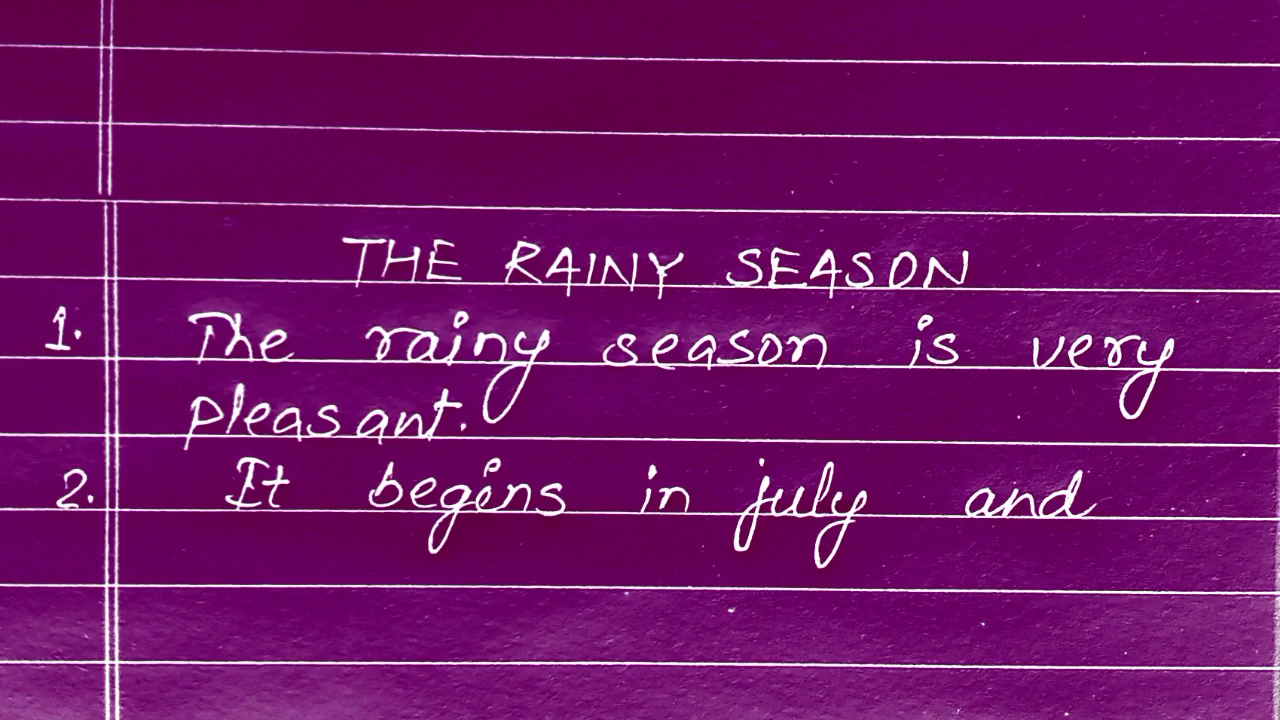 THE RAINY SEASON
1. The rainy season is very
pleasant.
2. It begins in july and